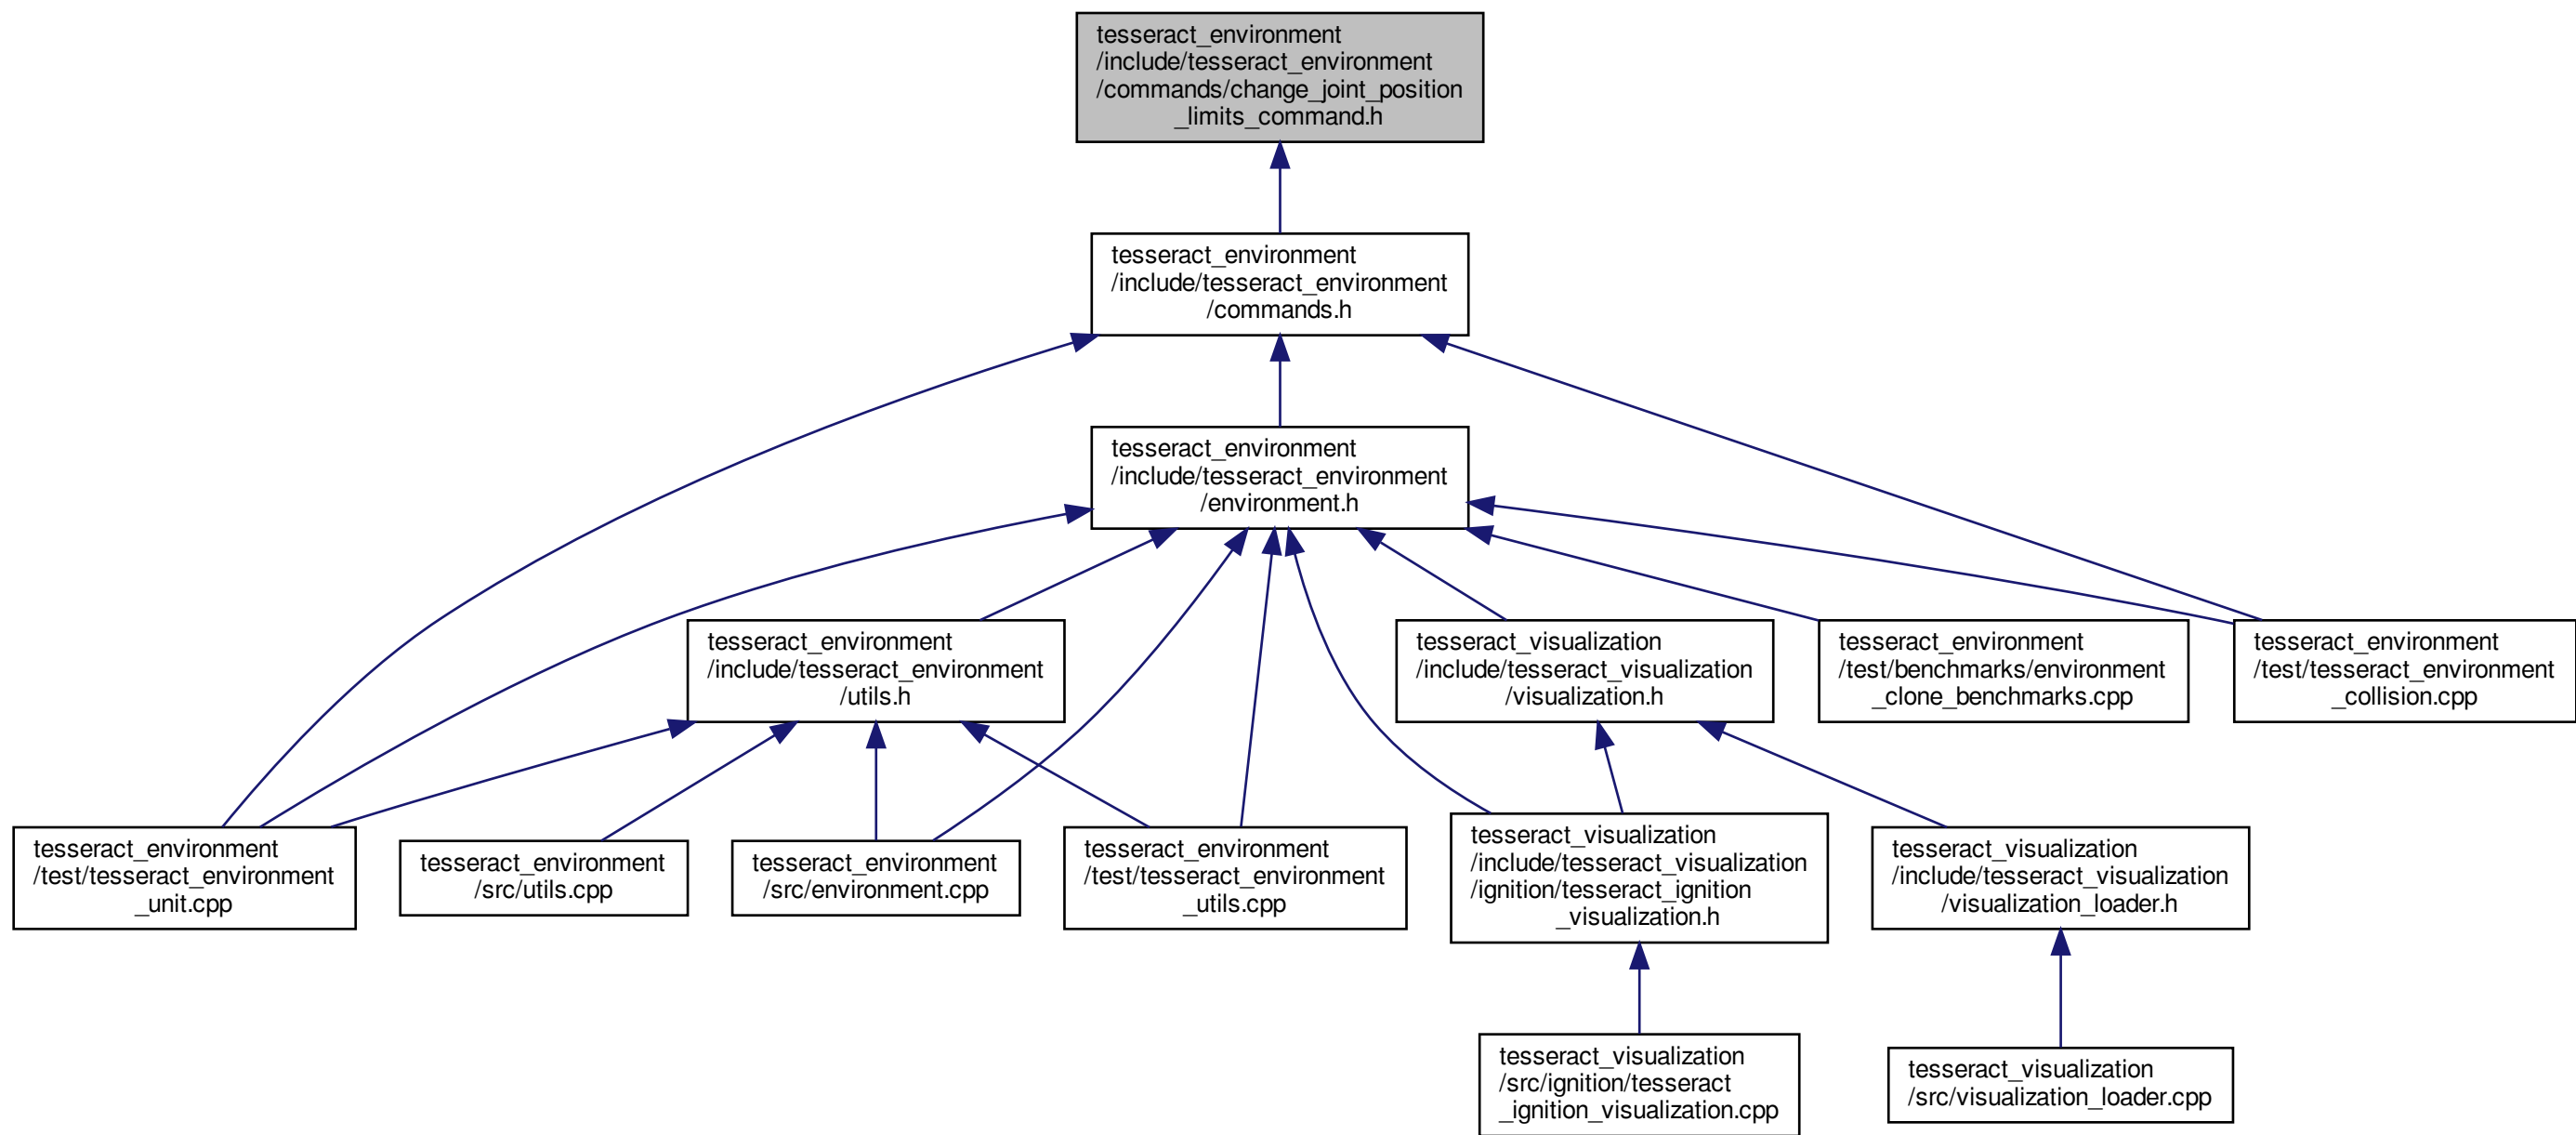 tesseract_environment
/include/tesseract_environment
/commands/change_joint_position
_limits_command.h
tesseract_environment
/include/tesseract_environment
/commands.h
tesseract_environment
/include/tesseract_environment
/environment.h
tesseract_environment
/include/tesseract_environment
/utils.h
tesseract_visualization
/include/tesseract_visualization
/visualization.h
tesseract_environment
/test/benchmarks/environment
_clone_benchmarks.cpp
tesseract_environment
/test/tesseract_environment
_collision.cpp
tesseract_environment
/test/tesseract_environment
_unit.cpp
tesseract_environment
/src/utils.cpp
tesseract_environment
/src/environment.cpp
tesseract_environment
/test/tesseract_environment
_utils.cpp
tesseract_visualization
/include/tesseract_visualization
/ignition/tesseract_ignition
_visualization.h
tesseract_visualization
/include/tesseract_visualization
/visualization_loader.h
tesseract_visualization
/src/ignition/tesseract
_ignition_visualization.cpp
tesseract_visualization
/src/visualization_loader.cpp